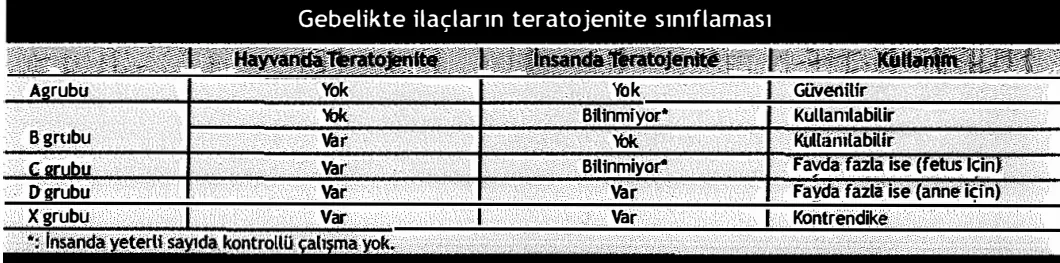 Gebelikte ilaçların teratojenite sınıflaması
Hayvanda Teratojenite İnsanda Teratojenite Kullanım
A grubu Yok Yok Güvenilir
Yok Bilinmiyor* Kullanılabilir
B grubu Var Yok Kullanılabilir
C grubu Var Bilinmiyor* Fayda fazla ise (fetus için)
D grubu Var Var Fayda fazla ise (anne için)
X grubu Var Var Kontrendike
*: İnsanda yeterli sayıda kontrollü çalışma yok.